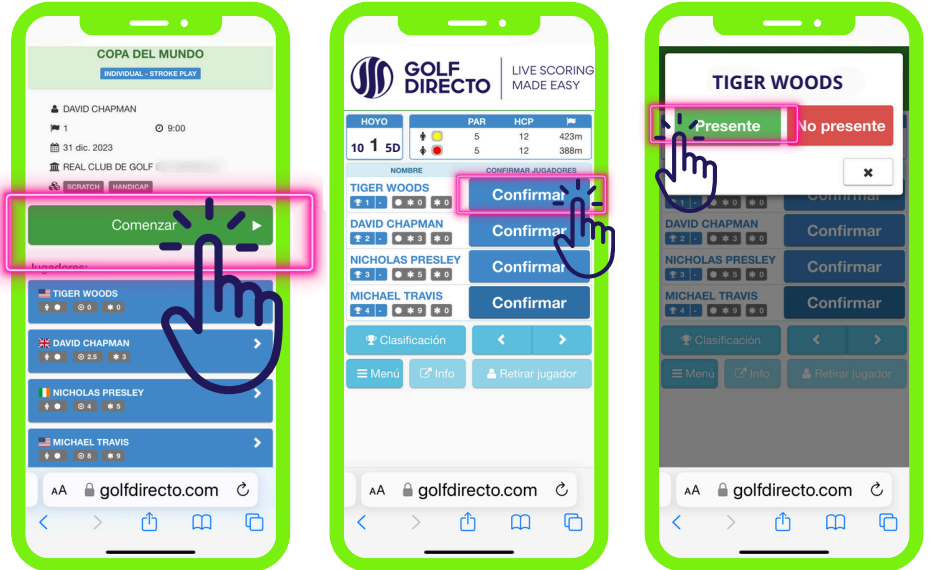 COPA DEL MUNDO
INDIVIDUAL - STROKE PLAY
DAVID CHAPMAN
1 9:00
31 dic. 2023
REAL CLUB DE GOLF
SCRATCH HANDICAP
Comenzar
Jugadores:
TIGER WOODS
0 0
DAVID CHAPMAN
2.5 3
NICHOLAS PRESLEY
4 5
MICHAEL TRAVIS
8 9
AA golfdirecto.com
GOLF DIRECTO
LIVE SCORING
MADE EASY
HOYO PAR HCP
10 1 5D
5 12 423m
5 12 388m
NOMBRE CONFIRMAR JUGADORES
TIGER WOODS
1 - 0 0
Confirmar
DAVID CHAPMAN
2 - 3 0
Confirmar
NICHOLAS PRESLEY
3 - 5 0
Confirmar
MICHAEL TRAVIS
4 - 9 0
Confirmar
Clasificación < >
Menú Info Retirar jugador
AA golfdirecto.com
TIGER WOODS
Presente No presente
×
1 - 0 0
Confirmar
DAVID CHAPMAN
2 - 3 0
Confirmar
NICHOLAS PRESLEY
3 - 5 0
Confirmar
MICHAEL TRAVIS
4 - 9 0
Confirmar
Clasificación < >
Menú Info Retirar jugador
AA golfdirecto.com